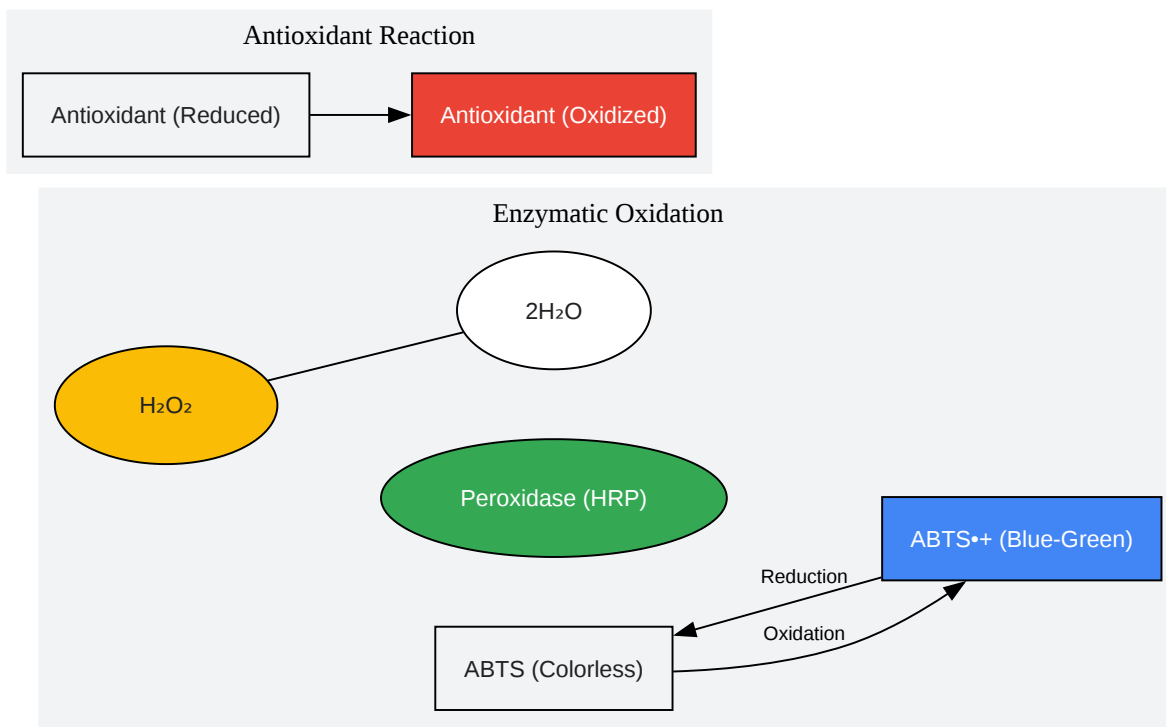 Antioxidant Reaction
Antioxidant (Reduced)
Antioxidant (Oxidized)
Enzymatic Oxidation
2H₂O
H₂O₂
Peroxidase (HRP)
ABTS•+ (Blue-Green)
Reduction
Oxidation
ABTS (Colorless)